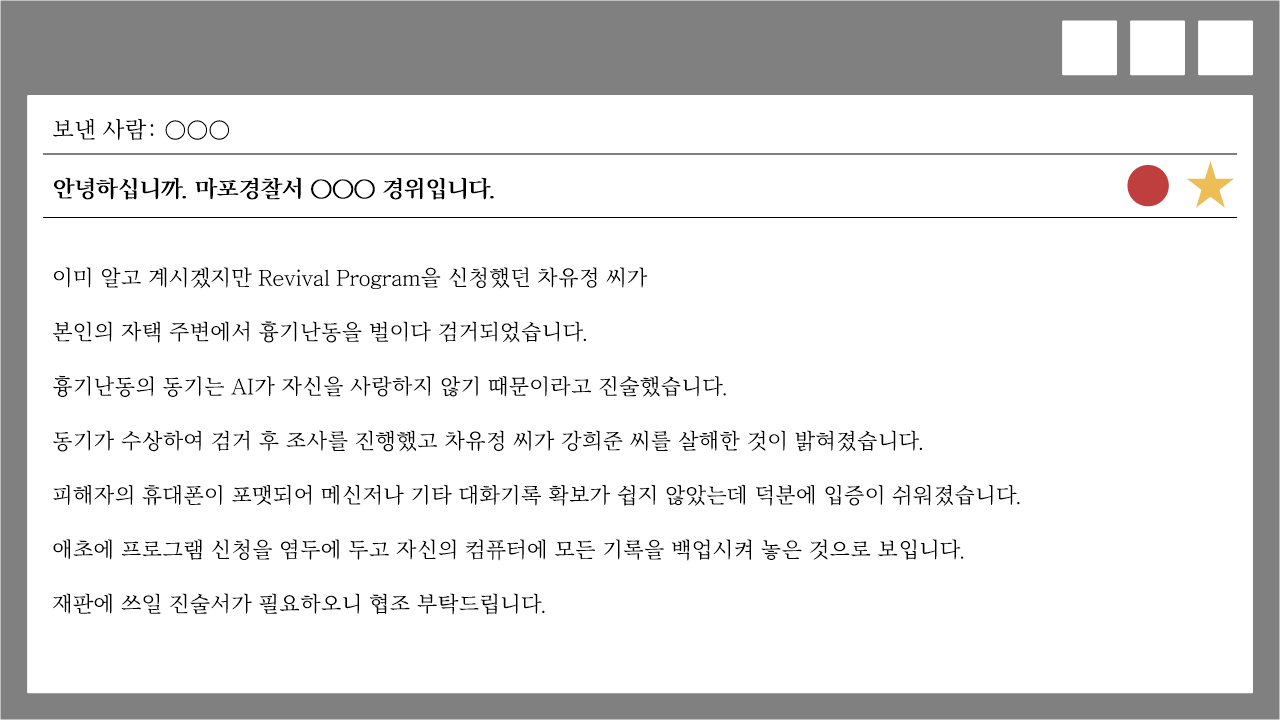 보낸 사람: ○○○
안녕하십니까. 마포경찰서 ○○○ 경위입니다.
이미 알고 계시겠지만 Revival Program을 신청했던 차유정 씨가
본인의 자택 주변에서 흉기난동을 벌이다 검거되었습니다.
흉기난동의 동기는 AI가 자신을 사랑하지 않기 때문이라고 진술했습니다.
동기가 수상하여 검거 후 조사를 진행했고 차유정 씨가 강희준 씨를 살해한 것이 밝혀졌습니다.
피해자의 휴대폰이 포맷되어 메신저나 기타 대화기록 확보가 쉽지 않았는데 덕분에 입증이 쉬워졌습니다.
애초에 프로그램 신청을 염두에 두고 자신의 컴퓨터에 모든 기록을 백업시켜 놓은 것으로 보입니다.
재판에 쓰일 진술서가 필요하오니 협조 부탁드립니다.